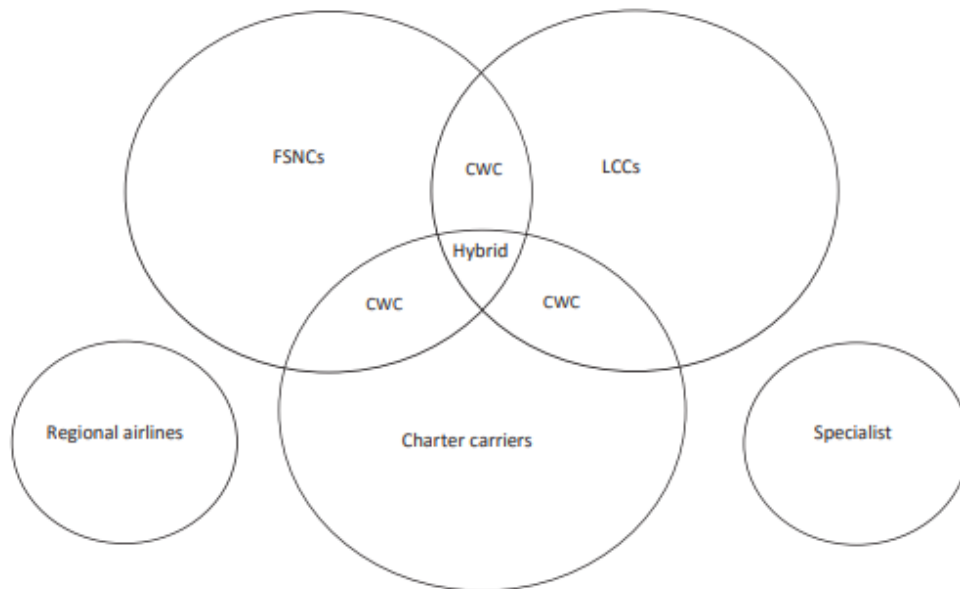 FSNCs
CWC
LCCs
Hybrid
CWC
CWC
Regional airlines
Charter carriers
Specialist